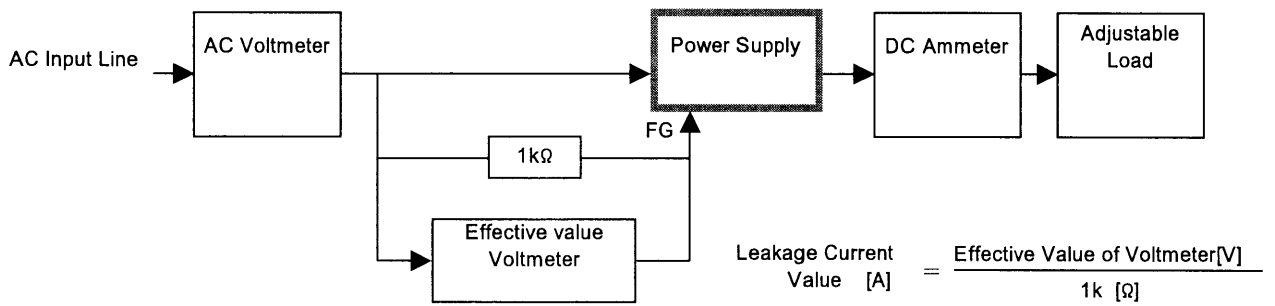 AC Input Line
AC Voltmeter
Power Supply
DC Ammeter
Adjustable
Load
FG
1kΩ
Effective value
Voltmeter
Leakage Current
Value [A]
=
Effective Value of Voltmeter[V]
1k [Ω]